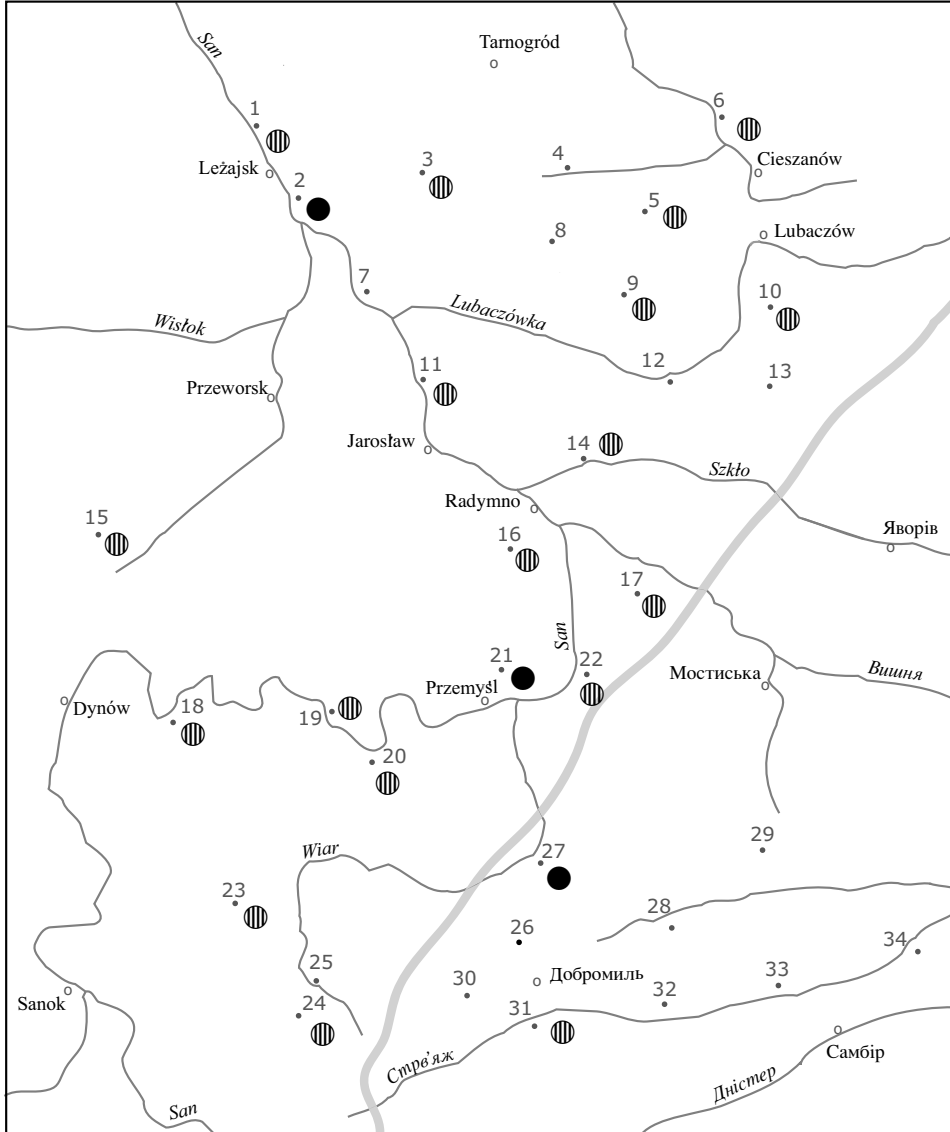 San
Tarnogród
1
6
Leżajsk
2
3
4
Cieszanów
5
8
Lubaczów
7
9
10
Wisłok
Lubaczówka
11
12
13
Przeworsk
Jarosław
14
Szkło
Radymno
15
16
Яворів
17
San
21
22
Przemyśl
Мостиська
Вишня
Dynów
18
19
20
Wiar
27
29
23
28
26
34
25
Добромиль
33
Sanok
30
32
24
31
Самбір
Стрв’яж
Дністер
San